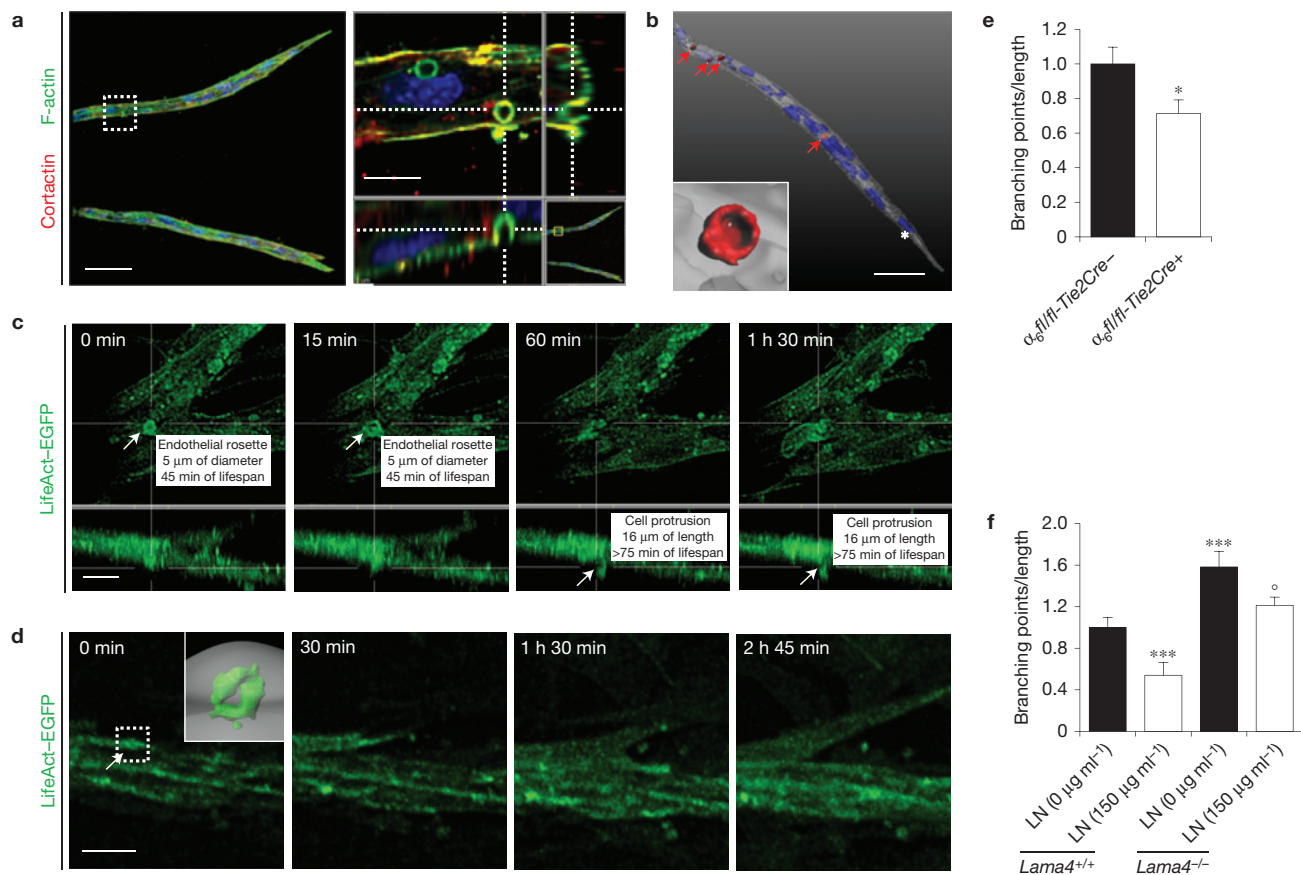 a
F-actin
Cortactin
b
*
c
LifeAct–EGFP
0 min
Endothelial rosette
5 µm of diameter
45 min of lifespan
15 min
Endothelial rosette
5 µm of diameter
45 min of lifespan
60 min
Cell protrusion
16 µm of length
>75 min of lifespan
1 h 30 min
Cell protrusion
16 µm of length
>75 min of lifespan
d
LifeAct–EGFP
0 min
30 min
1 h 30 min
2 h 45 min
e
Branching points/length
1.2
1.0
0.8
0.6
0.4
0.2
0
*
α₆fl/fl-Tie2Cre–
α₆fl/fl-Tie2Cre+
f
Branching points/length
2.0
1.6
1.2
0.8
0.4
0
***
***
°
LN (0 µg ml⁻¹)
LN (150 µg ml⁻¹)
LN (0 µg ml⁻¹)
LN (150 µg ml⁻¹)
Lama4⁺/⁺
Lama4⁻/⁻